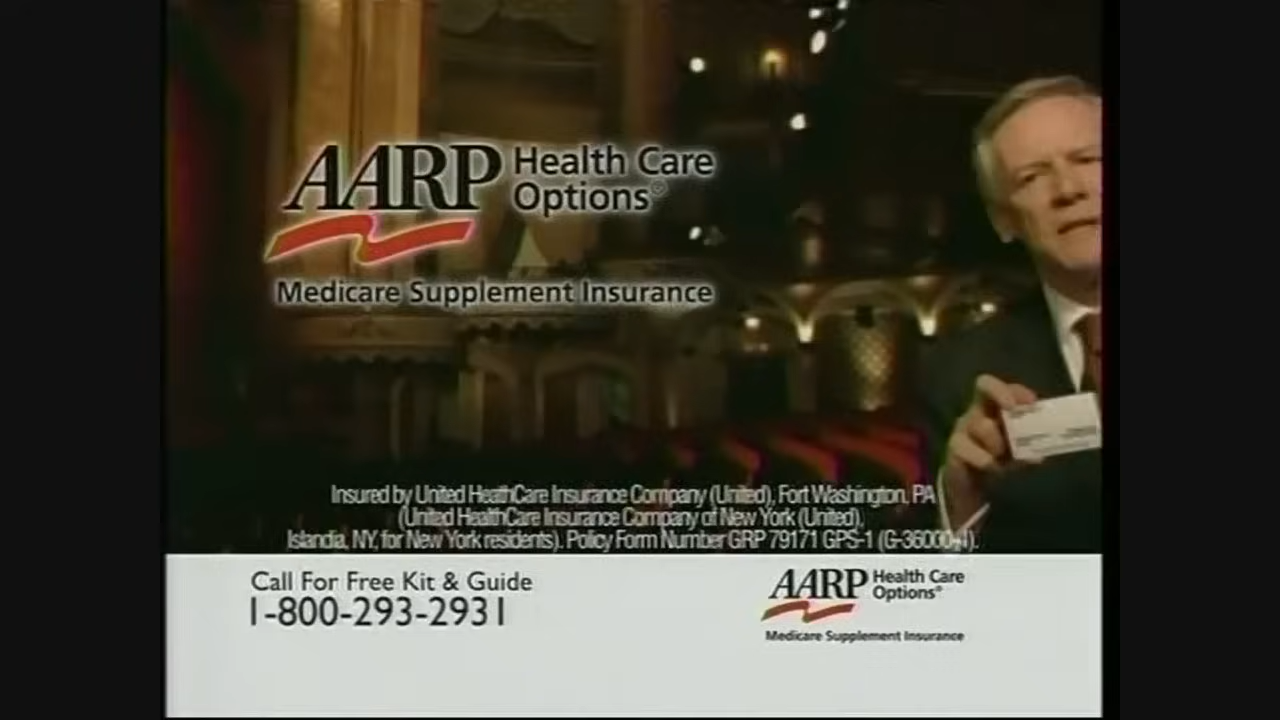 AARP Health Care
Options®
Medicare Supplement Insurance
Insured by United HealthCare Insurance Company (United), Fort Washington, PA
(United HealthCare Insurance Company of New York (United),
Islandia, NY, for New York residents). Policy Form Number GRP 79171 GPS-1 (G-36000-4).
Call For Free Kit & Guide
1-800-293-2931
AARP Health Care
Options®
Medicare Supplement Insurance